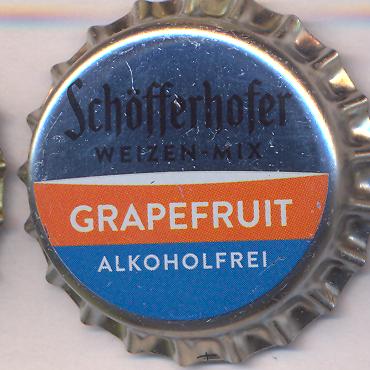 Schöfferhofer
WEIZEN-MIX
GRAPEFRUIT
ALKOHOLFREI